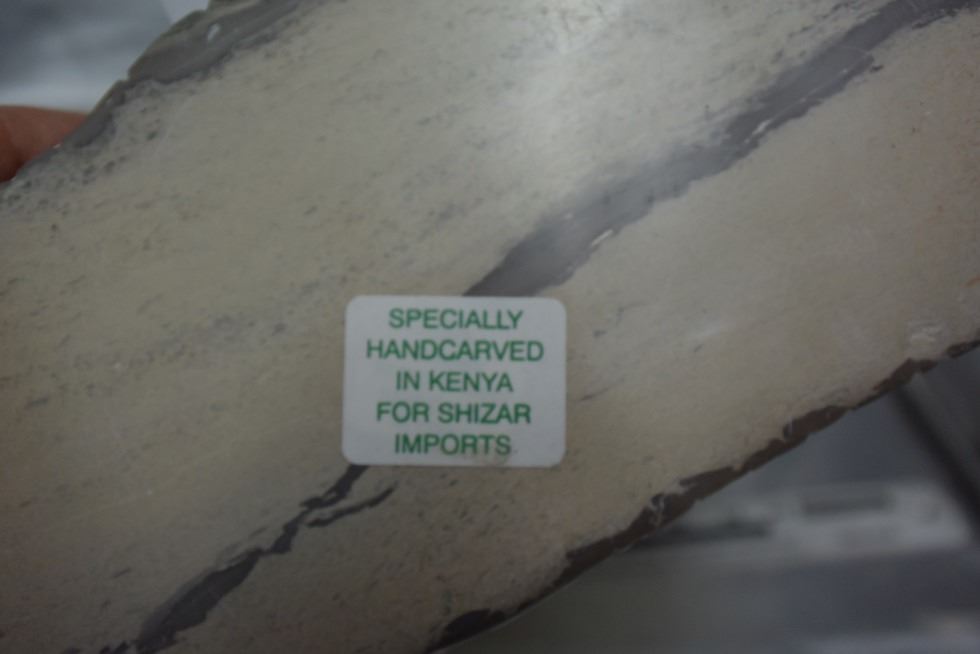 SPECIALLY
HANDCARVED
IN KENYA
FOR SHIZAR
IMPORTS